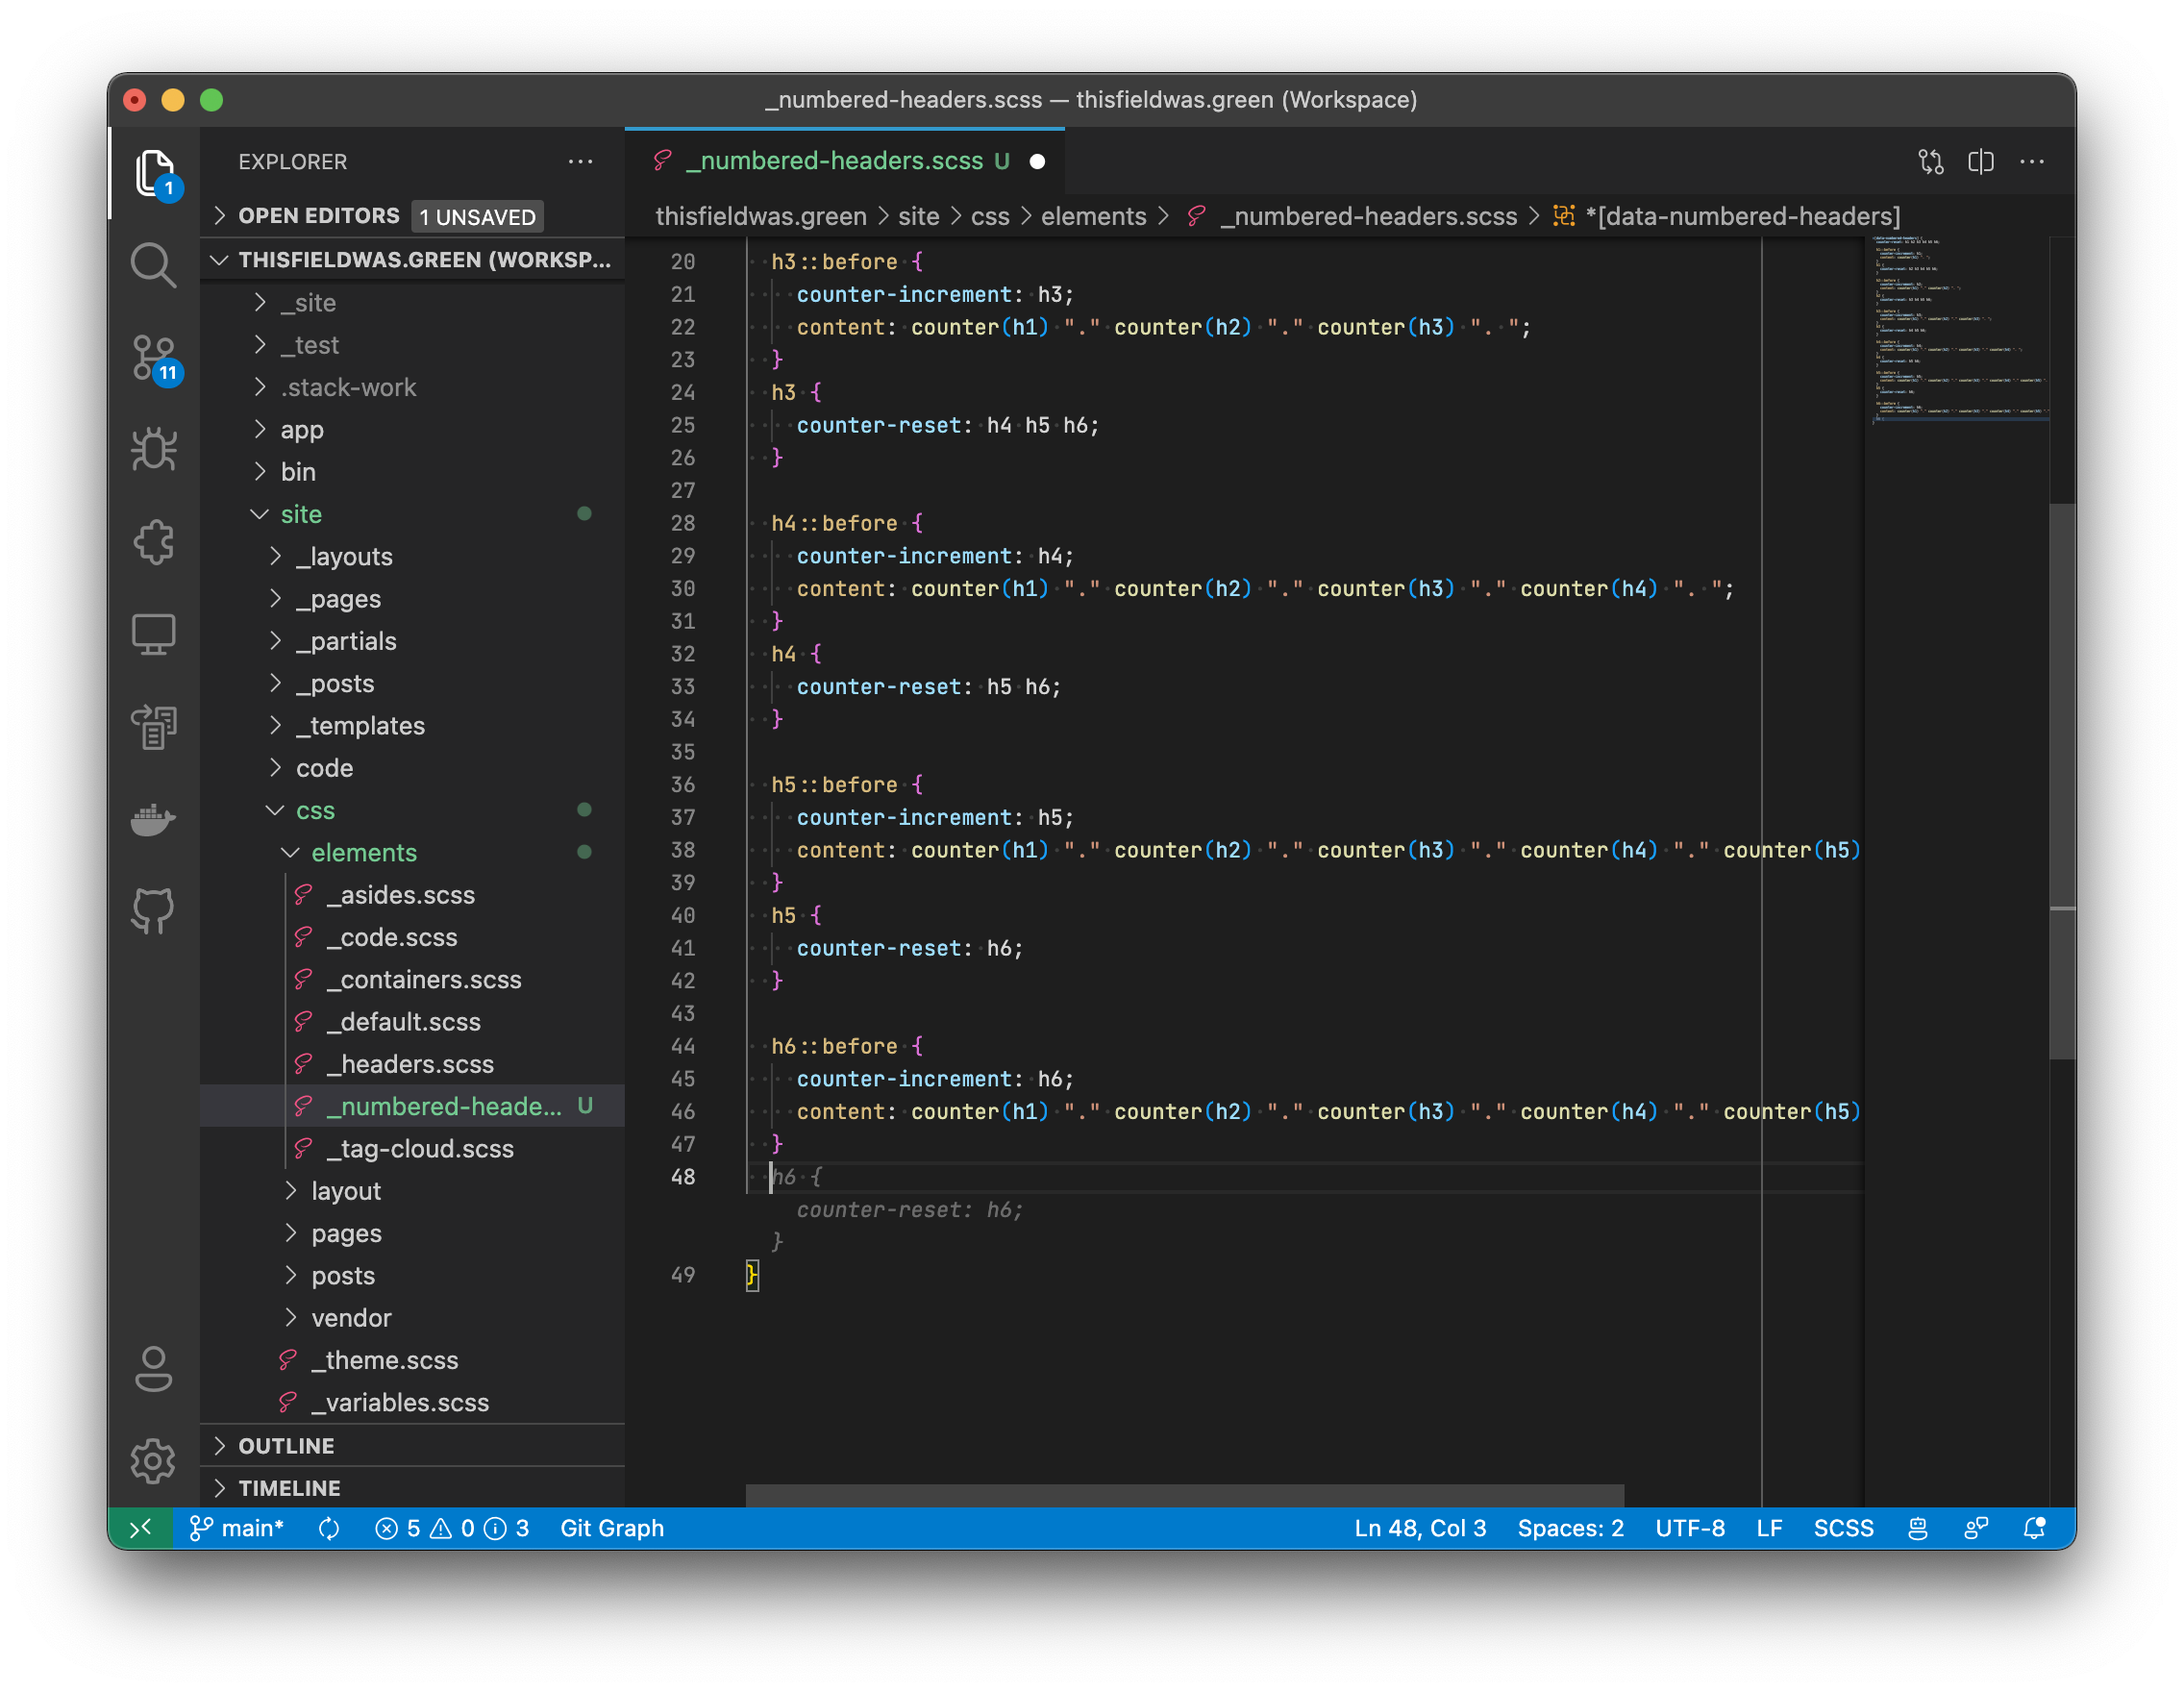 _numbered-headers.scss — thisfieldwas.green (Workspace)
EXPLORER
1
OPEN EDITORS 1 UNSAVED
THISFIELDWAS.GREEN (WORKSP...
_site
_test
.stack-work
app
bin
site
_layouts
_pages
_partials
_posts
_templates
code
css
elements
_asides.scss
_code.scss
_containers.scss
_default.scss
_headers.scss
_numbered-heade... U
_tag-cloud.scss
layout
pages
posts
vendor
_theme.scss
_variables.scss
OUTLINE
TIMELINE
11
_numbered-headers.scss U
thisfieldwas.green > site > css > elements > _numbered-headers.scss > *[data-numbered-headers]
20 h3::before {
21 counter-increment: h3;
22 content: counter(h1) "." counter(h2) "." counter(h3) ". ";
23 }
24 h3 {
25 counter-reset: h4 h5 h6;
26 }
27
28 h4::before {
29 counter-increment: h4;
30 content: counter(h1) "." counter(h2) "." counter(h3) "." counter(h4) ". ";
31 }
32 h4 {
33 counter-reset: h5 h6;
34 }
35
36 h5::before {
37 counter-increment: h5;
38 content: counter(h1) "." counter(h2) "." counter(h3) "." counter(h4) "." counter(h5)
39 }
40 h5 {
41 counter-reset: h6;
42 }
43
44 h6::before {
45 counter-increment: h6;
46 content: counter(h1) "." counter(h2) "." counter(h3) "." counter(h4) "." counter(h5)
47 }
48 h6 {
counter-reset: h6;
}
49 }
main* 5 0 3 Git Graph Ln 48, Col 3 Spaces: 2 UTF-8 LF SCSS